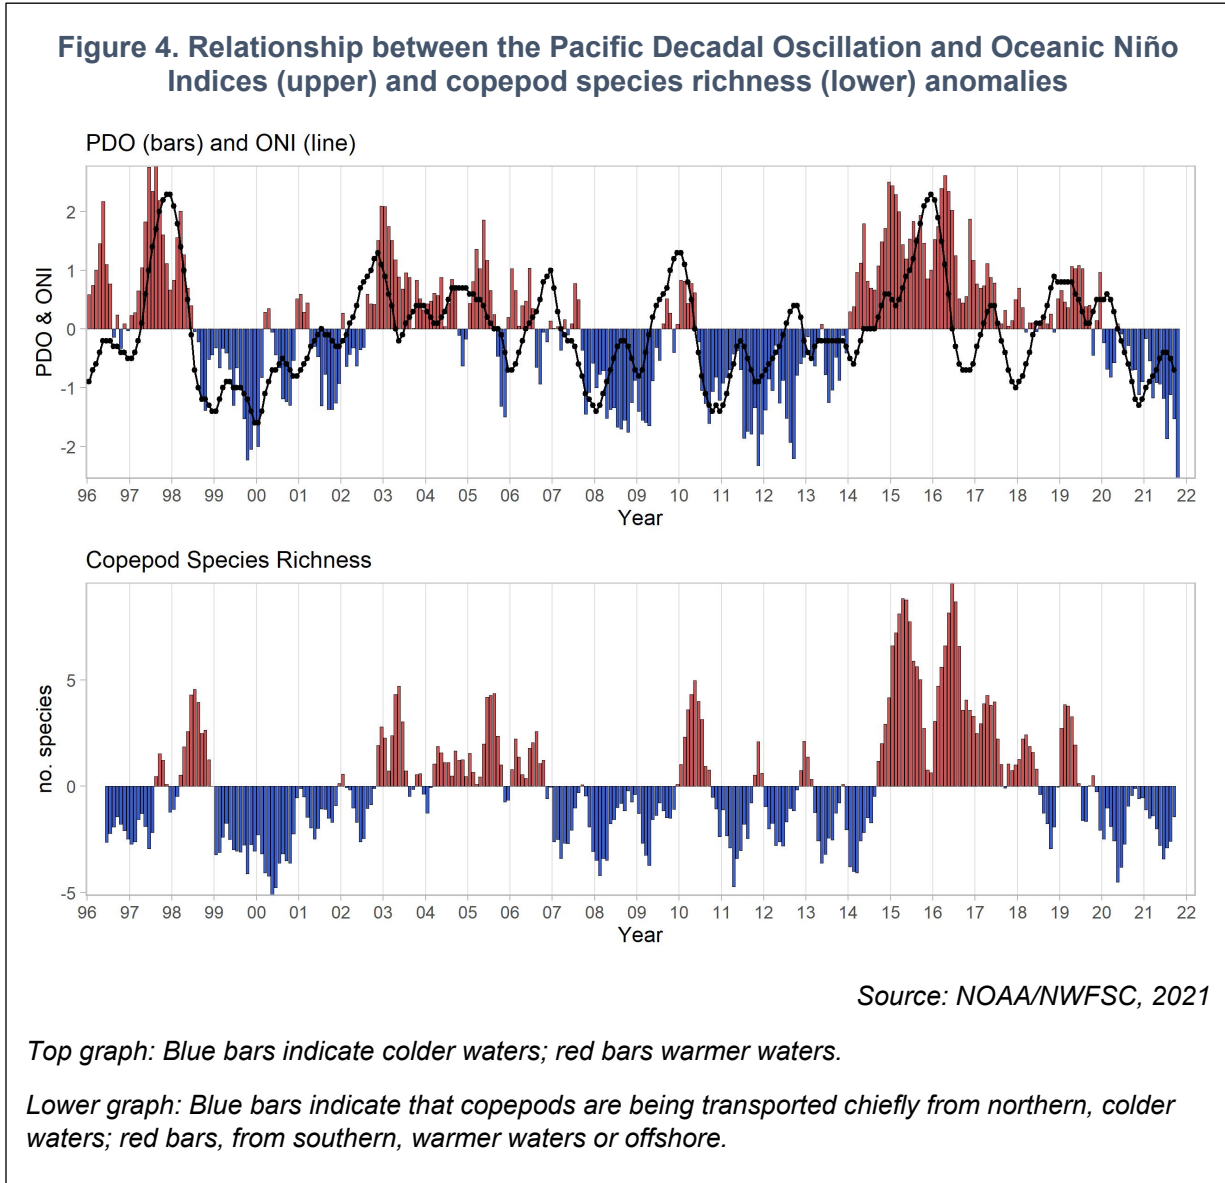 Figure 4. Relationship between the Pacific Decadal Oscillation and Oceanic Niño
Indices (upper) and copepod species richness (lower) anomalies
PDO (bars) and ONI (line)
PDO & ONI
2
1
0
-1
-2
96 97 98 99 00 01 02 03 04 05 06 07 08 09 10 11 12 13 14 15 16 17 18 19 20 21 22
Year
Copepod Species Richness
no. species
5
0
-5
96 97 98 99 00 01 02 03 04 05 06 07 08 09 10 11 12 13 14 15 16 17 18 19 20 21 22
Year
Source: NOAA/NWFSC, 2021
Top graph: Blue bars indicate colder waters; red bars warmer waters.
Lower graph: Blue bars indicate that copepods are being transported chiefly from northern, colder
waters; red bars, from southern, warmer waters or offshore.